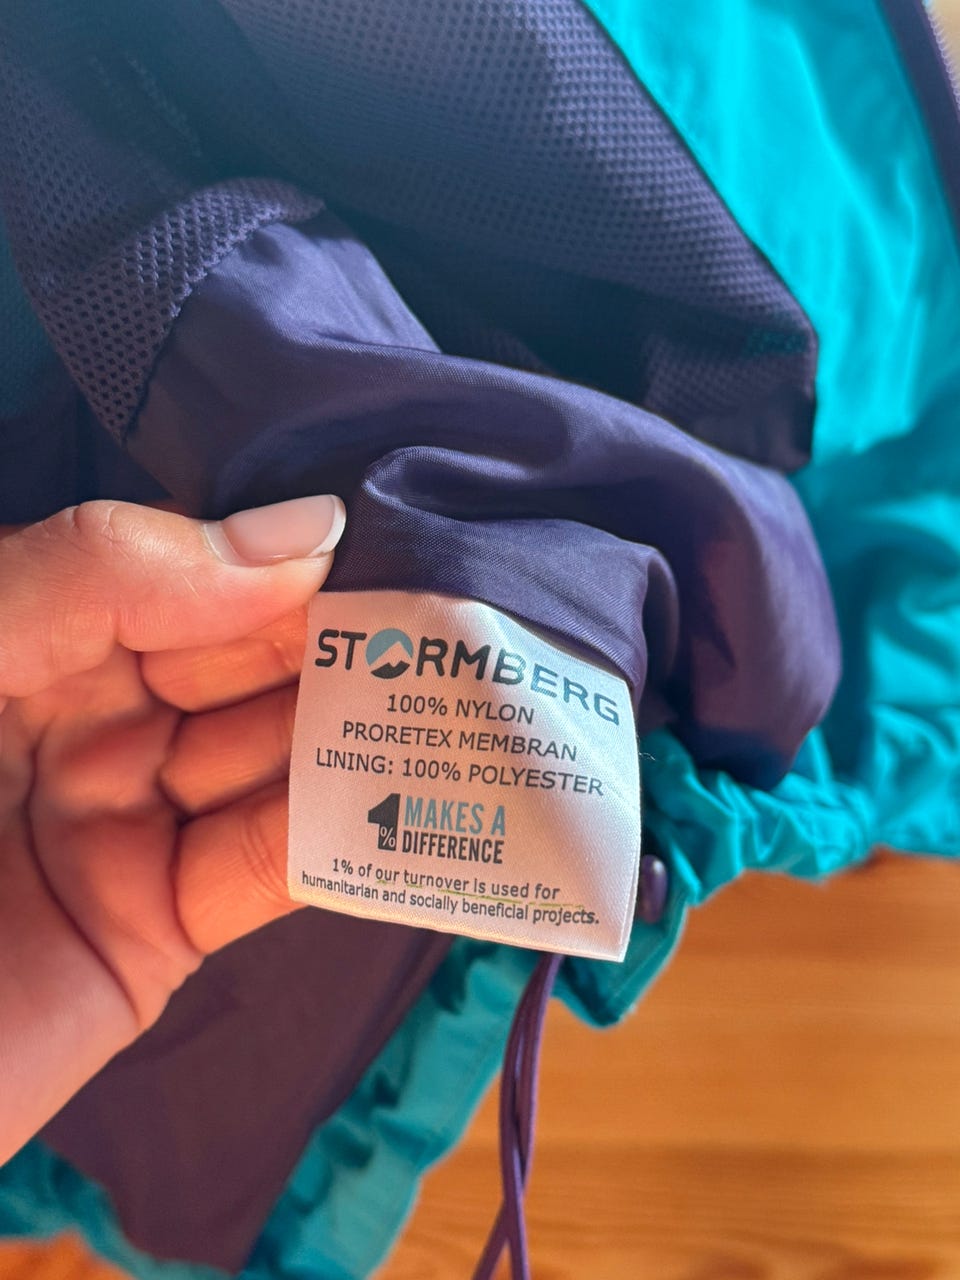 STORMBERG
100% NYLON
PRORETEX MEMBRAN
LINING: 100% POLYESTER
1% MAKES A
DIFFERENCE
1% of our turnover is used for
humanitarian and socially beneficial projects.